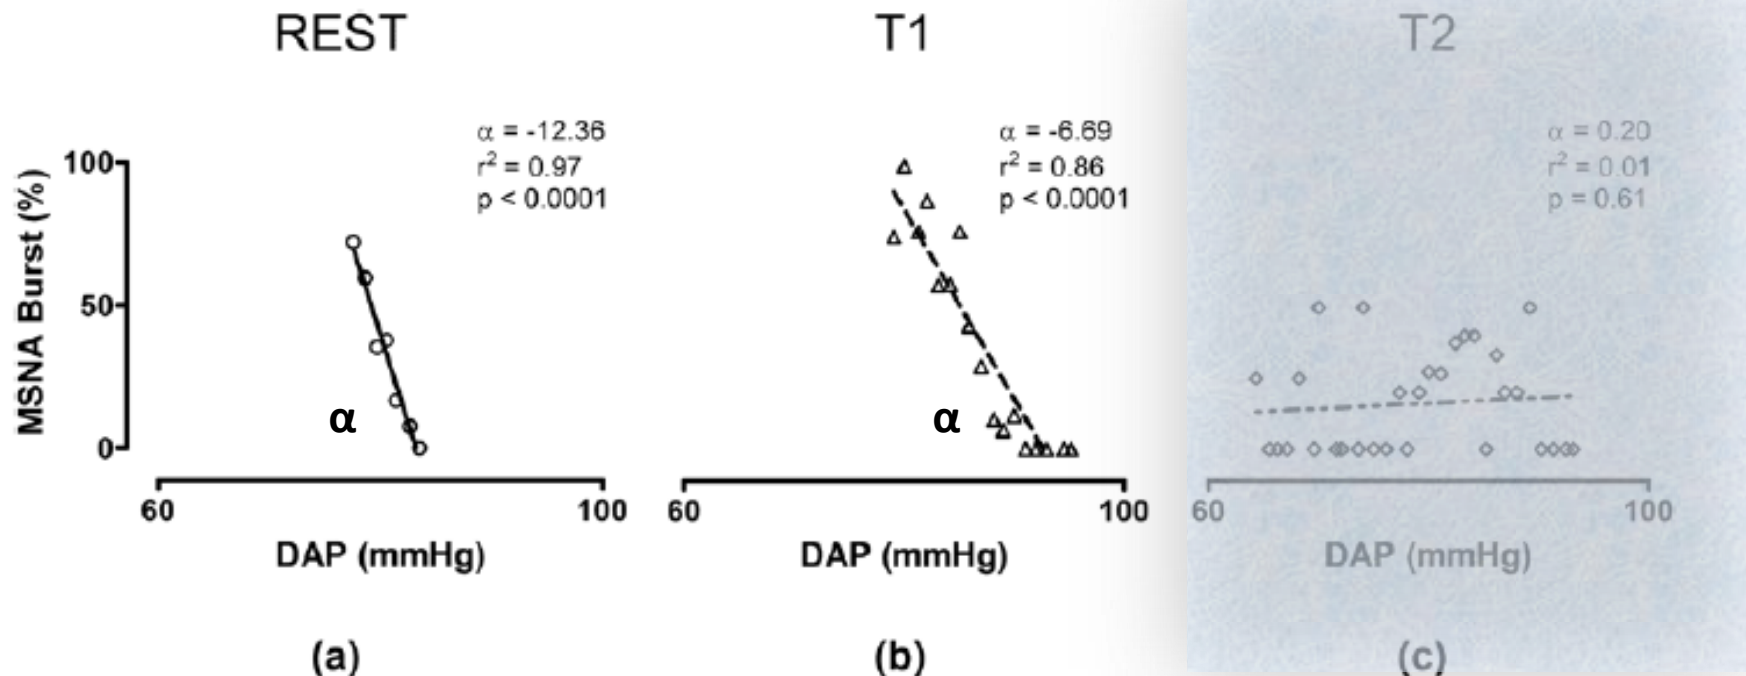 REST
T1
T2
α = -12.36
r² = 0.97
p < 0.0001
α = -6.69
r² = 0.86
p < 0.0001
α = 0.20
r² = 0.01
p = 0.61
MSNA Burst (%)
100
50
0
α
α
60
100
60
100
60
100
DAP (mmHg)
DAP (mmHg)
DAP (mmHg)
(a)
(b)
(c)